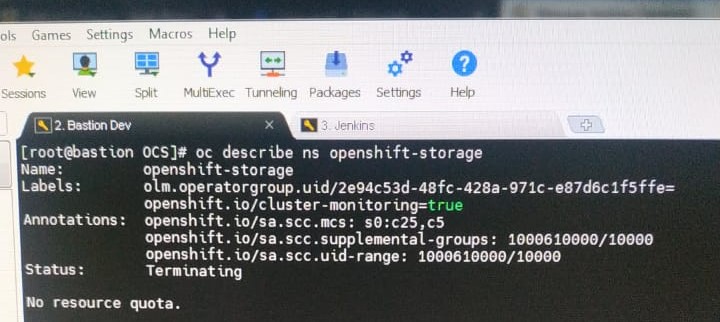 ols Games Settings Macros Help
Sessions View Split MultiExec Tunneling Packages Settings Help
2. Bastion Dev 3. Jenkins
[root@bastion OCS]# oc describe ns openshift-storage
Name: openshift-storage
Labels: olm.operatorgroup.uid/2e94c53d-48fc-428a-971c-e87d6c1f5ffe=
openshift.io/cluster-monitoring=true
Annotations: openshift.io/sa.scc.mcs: s0:c25,c5
openshift.io/sa.scc.supplemental-groups: 1000610000/10000
openshift.io/sa.scc.uid-range: 1000610000/10000
Status: Terminating
No resource quota.